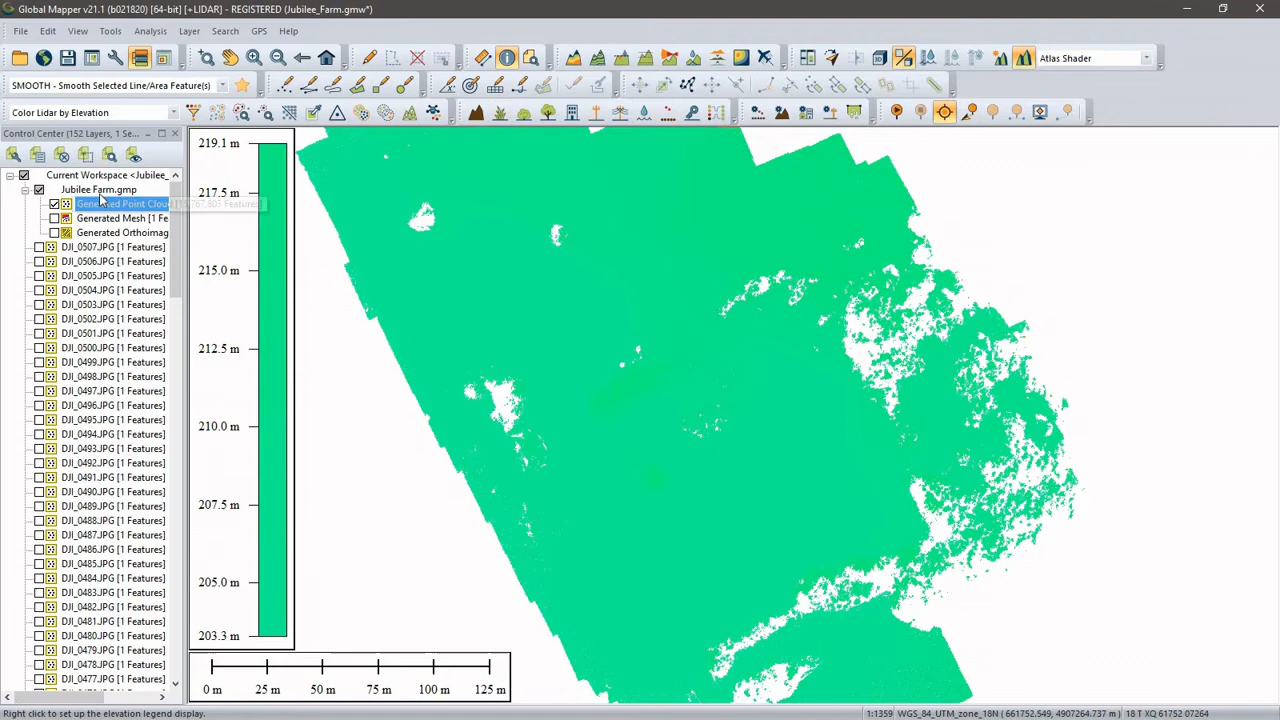 Global Mapper v21.1 (b021820) [64-bit] [+LIDAR] - REGISTERED (Jubilee_Farm.gmw*)
File Edit View Tools Analysis Layer Search GPS Help
Atlas Shader
SMOOTH - Smooth Selected Line/Area Feature(s)
Color Lidar by Elevation
Control Center (152 Layers, 1 Se...
Current Workspace <Jubilee_
Jubilee Farm.gmp
Generated Point Cloud [15,767,803 Features]
Generated Mesh [1 Fe
Generated Orthoimag
DJI_0507.JPG [1 Features]
DJI_0506.JPG [1 Features]
DJI_0505.JPG [1 Features]
DJI_0504.JPG [1 Features]
DJI_0503.JPG [1 Features]
DJI_0502.JPG [1 Features]
DJI_0501.JPG [1 Features]
DJI_0500.JPG [1 Features]
DJI_0499.JPG [1 Features]
DJI_0498.JPG [1 Features]
DJI_0497.JPG [1 Features]
DJI_0496.JPG [1 Features]
DJI_0495.JPG [1 Features]
DJI_0494.JPG [1 Features]
DJI_0493.JPG [1 Features]
DJI_0492.JPG [1 Features]
DJI_0491.JPG [1 Features]
DJI_0490.JPG [1 Features]
DJI_0489.JPG [1 Features]
DJI_0488.JPG [1 Features]
DJI_0487.JPG [1 Features]
DJI_0486.JPG [1 Features]
DJI_0485.JPG [1 Features]
DJI_0484.JPG [1 Features]
DJI_0483.JPG [1 Features]
DJI_0482.JPG [1 Features]
DJI_0481.JPG [1 Features]
DJI_0480.JPG [1 Features]
DJI_0479.JPG [1 Features]
DJI_0478.JPG [1 Features]
DJI_0477.JPG [1 Features]
219.1 m
217.5 m
215.0 m
212.5 m
210.0 m
207.5 m
205.0 m
203.3 m
0 m 25 m 50 m 75 m 100 m 125 m
Right click to set up the elevation legend display.
1:1359 WGS_84_UTM_zone_18N ( 661752.549, 4907264.737 m ) 18 T XQ 61752 07264